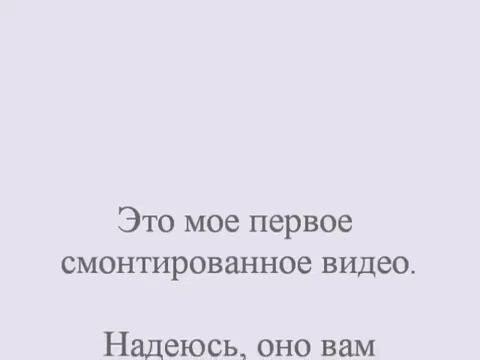 Это мое первое
смонтированное видео.
Надеюсь, оно вам